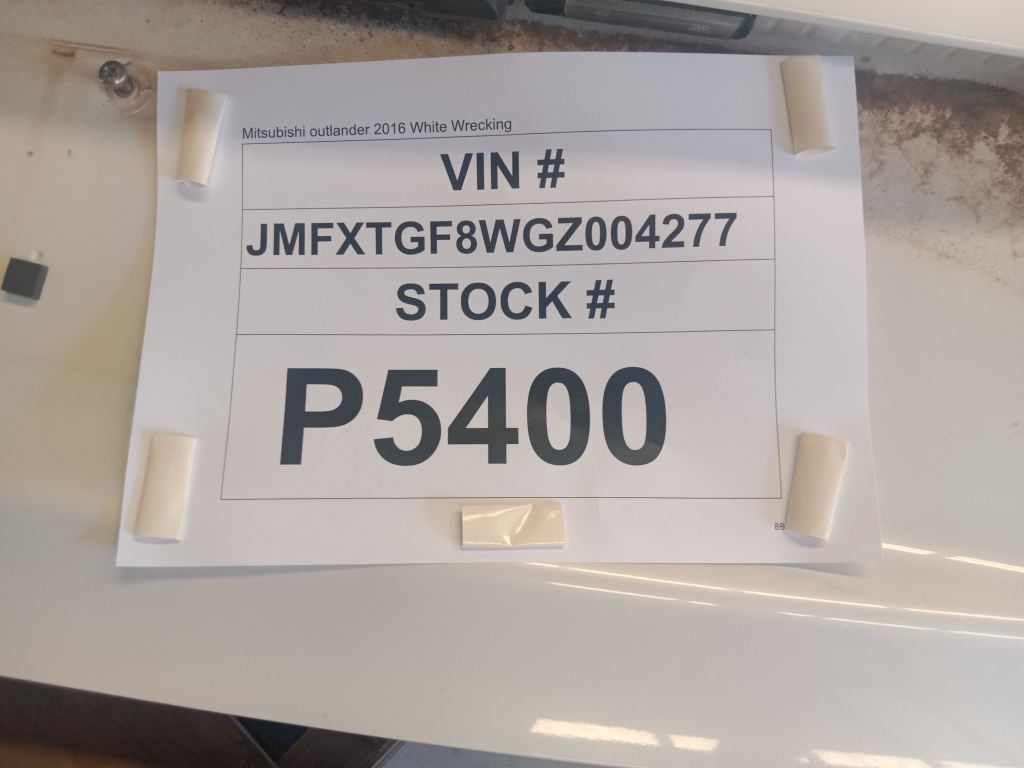 Mitsubishi outlander 2016 White Wrecking
VIN #
JMFXTGF8WGZ004277
STOCK #
P5400
88